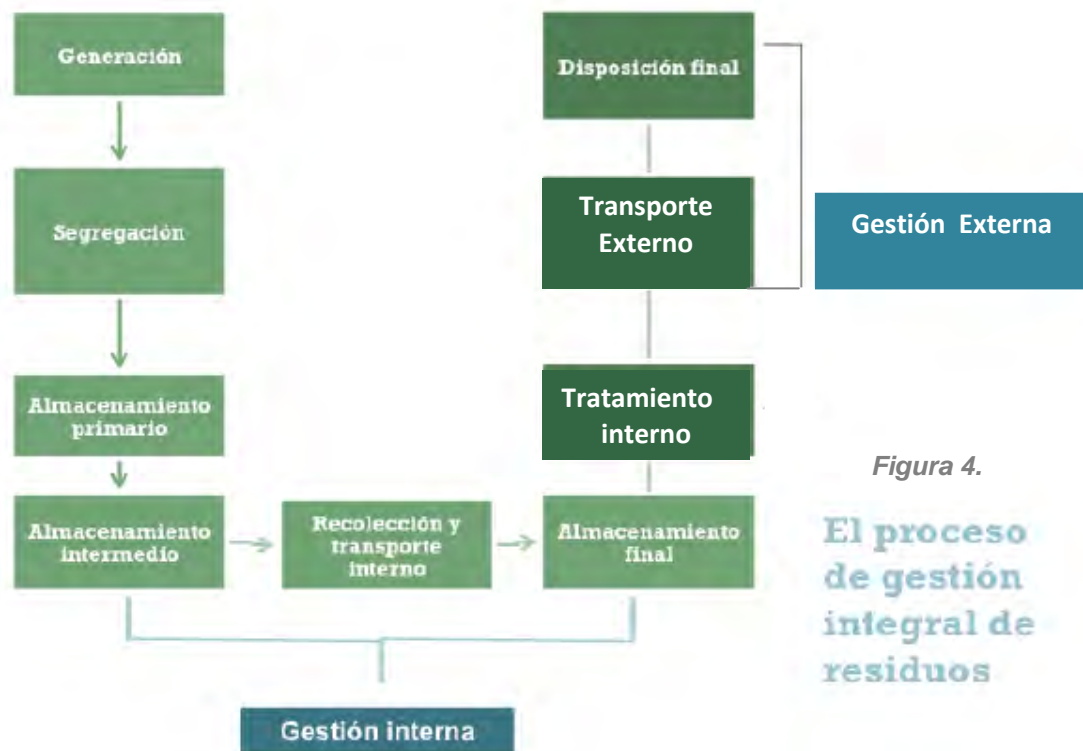 Generación
Segregación
Almacenamiento
primario
Almacenamiento
intermedio
Recolección y
transporte
interno
Almacenamiento
final
Tratamiento
interno
Transporte
Externo
Disposición final
Gestión Externa
Gestión interna
Figura 4.
El proceso
de gestión
integral de
residuos